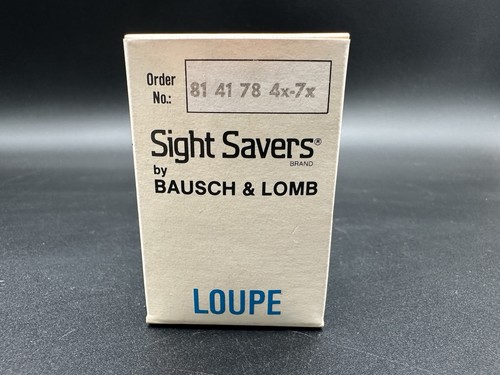 Order No.: 81 41 78 4x-7x
Sight Savers®
BRAND
by
BAUSCH & LOMB
LOUPE